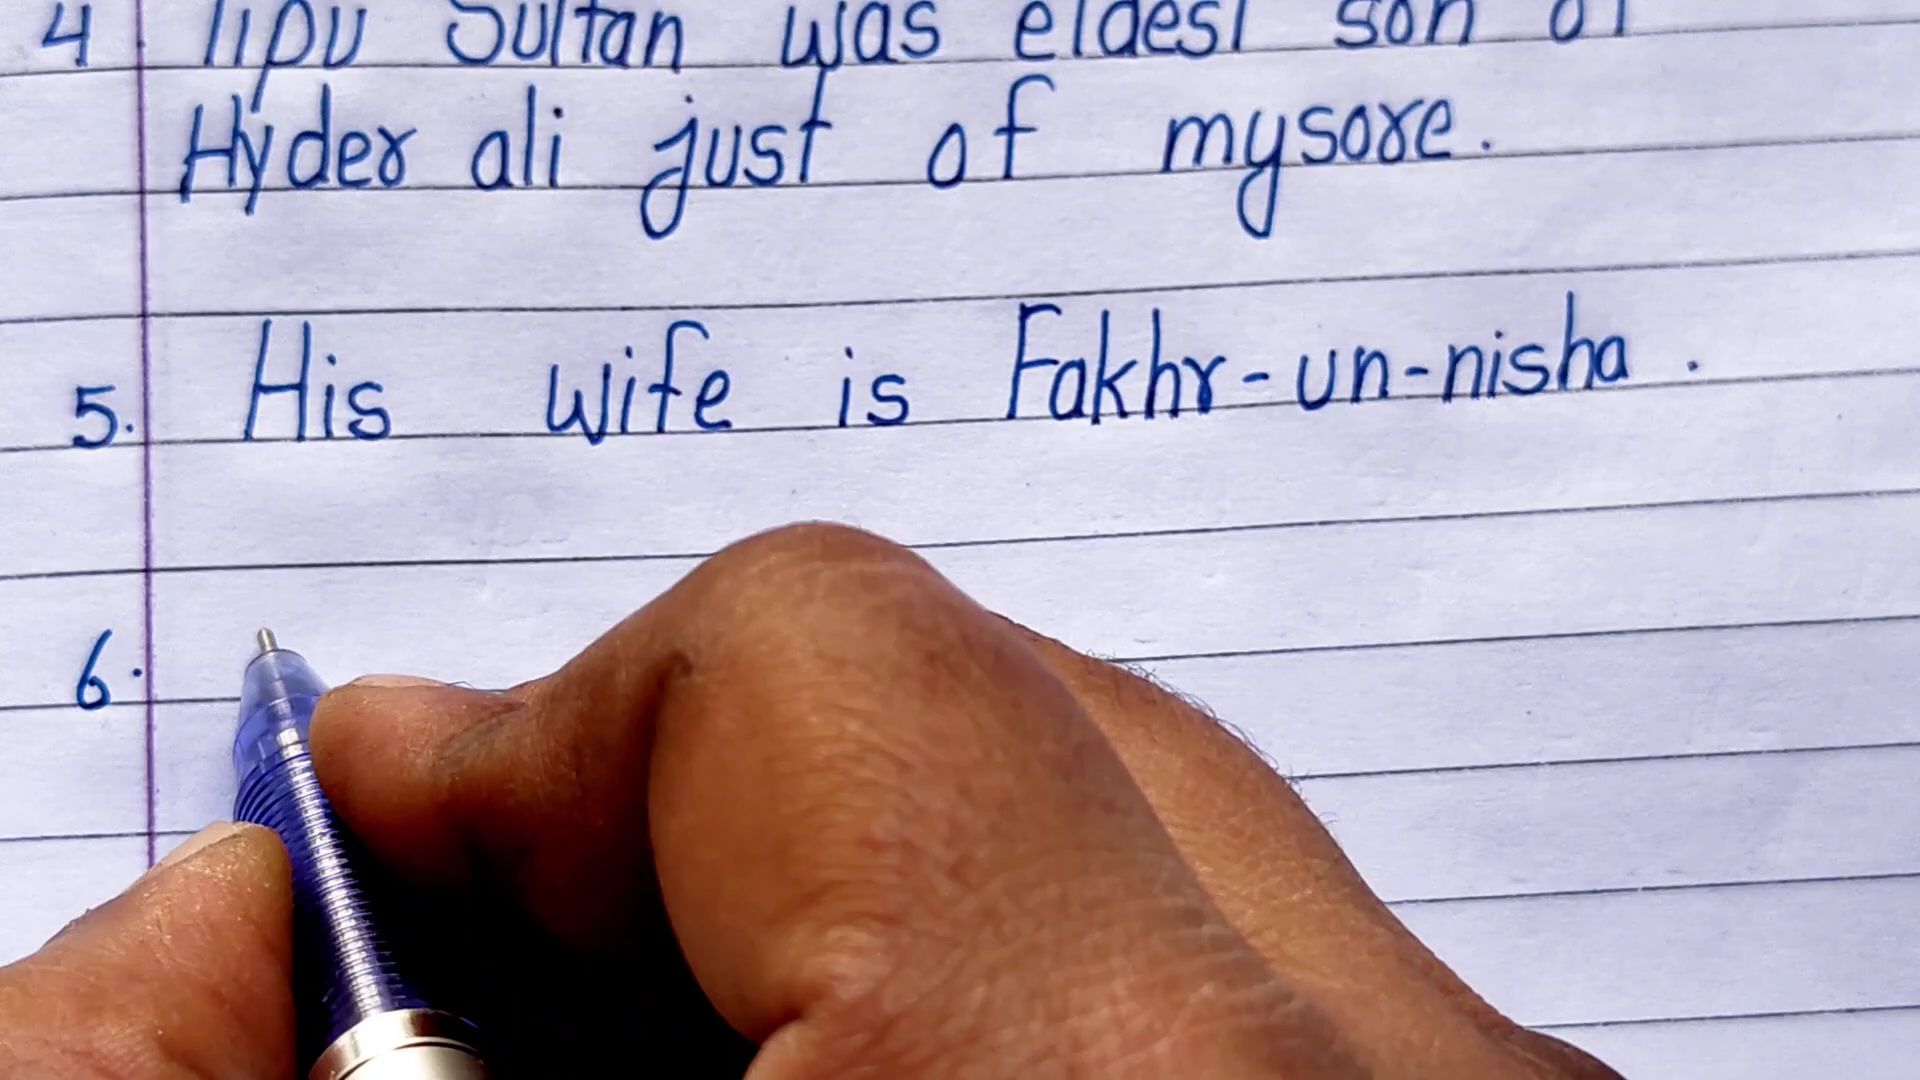 4 Tipu Sultan was eldest son of
Hyder ali just of mysore.
5. His wife is Fakhr-un-nisha.
6.